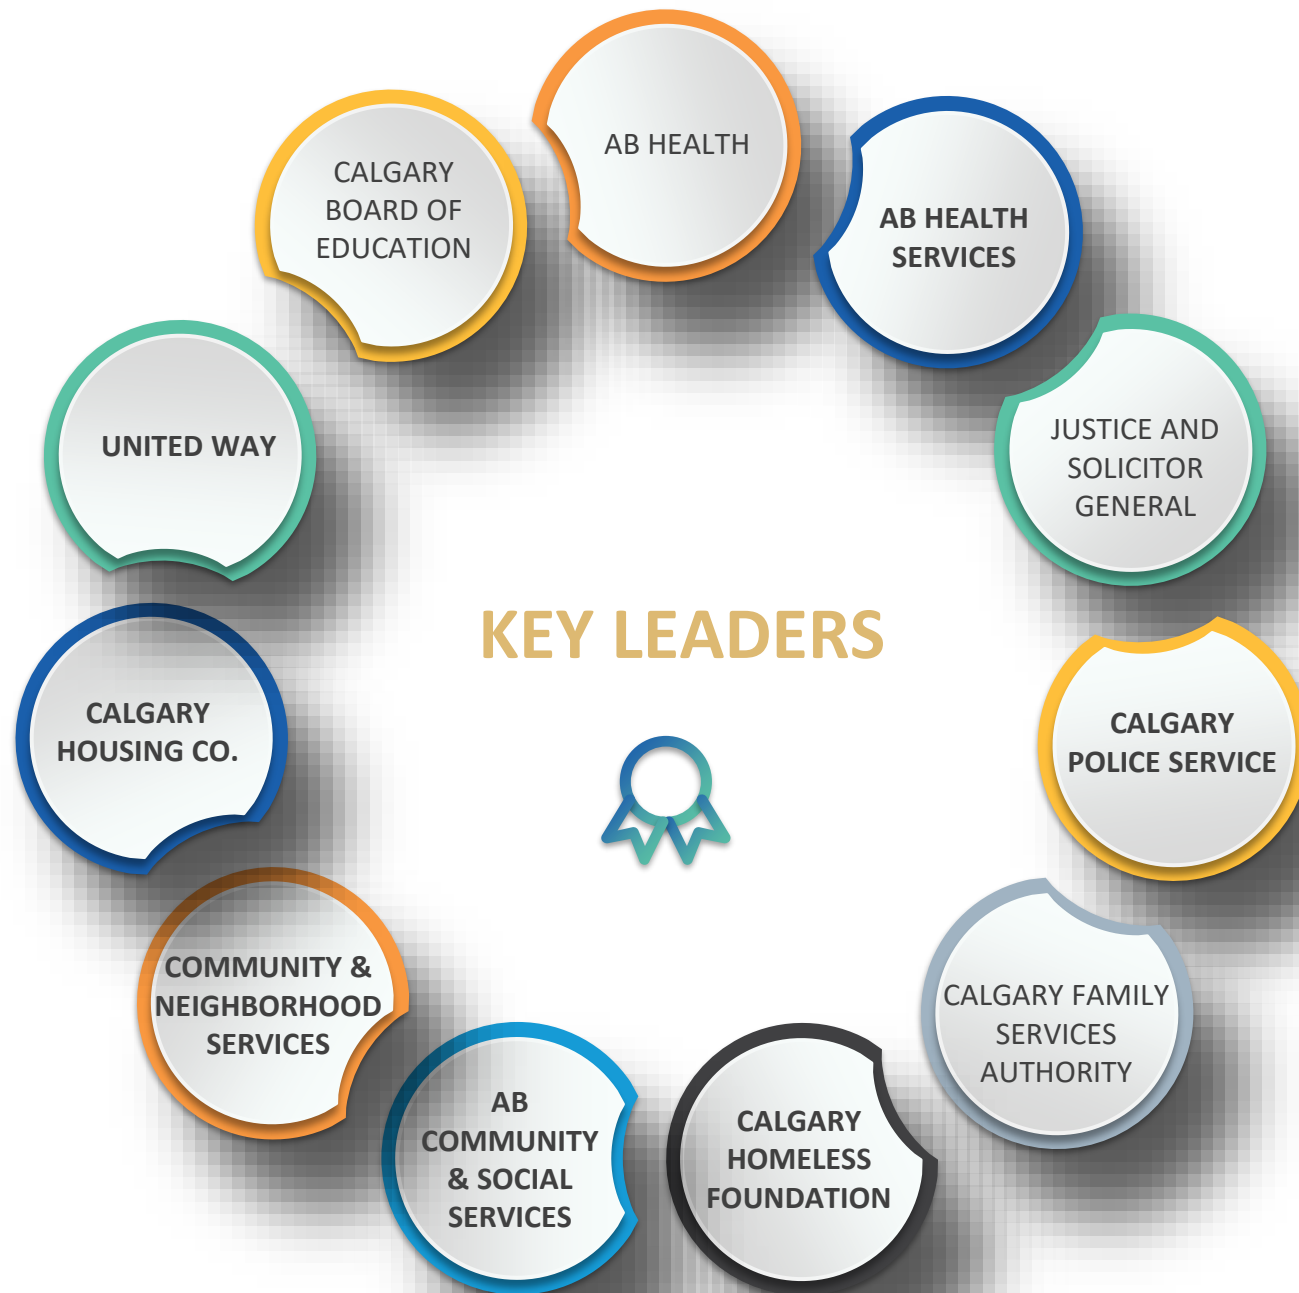 AB HEALTH
AB HEALTH
SERVICES
JUSTICE AND
SOLICITOR
GENERAL
CALGARY
POLICE SERVICE
CALGARY FAMILY
SERVICES
AUTHORITY
CALGARY
HOMELESS
FOUNDATION
AB
COMMUNITY
& SOCIAL
SERVICES
COMMUNITY &
NEIGHBORHOOD
SERVICES
CALGARY
HOUSING CO.
UNITED WAY
CALGARY
BOARD OF
EDUCATION
KEY LEADERS